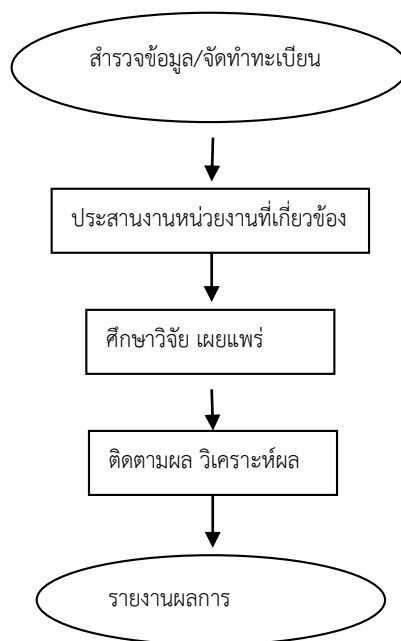 สำรวจข้อมูล/จัดทำทะเบียน
ประสานงานหน่วยงานที่เกี่ยวข้อง
ศึกษาวิจัย เผยแพร่
ติดตามผล วิเคราะห์ผล
รายงานผลการ